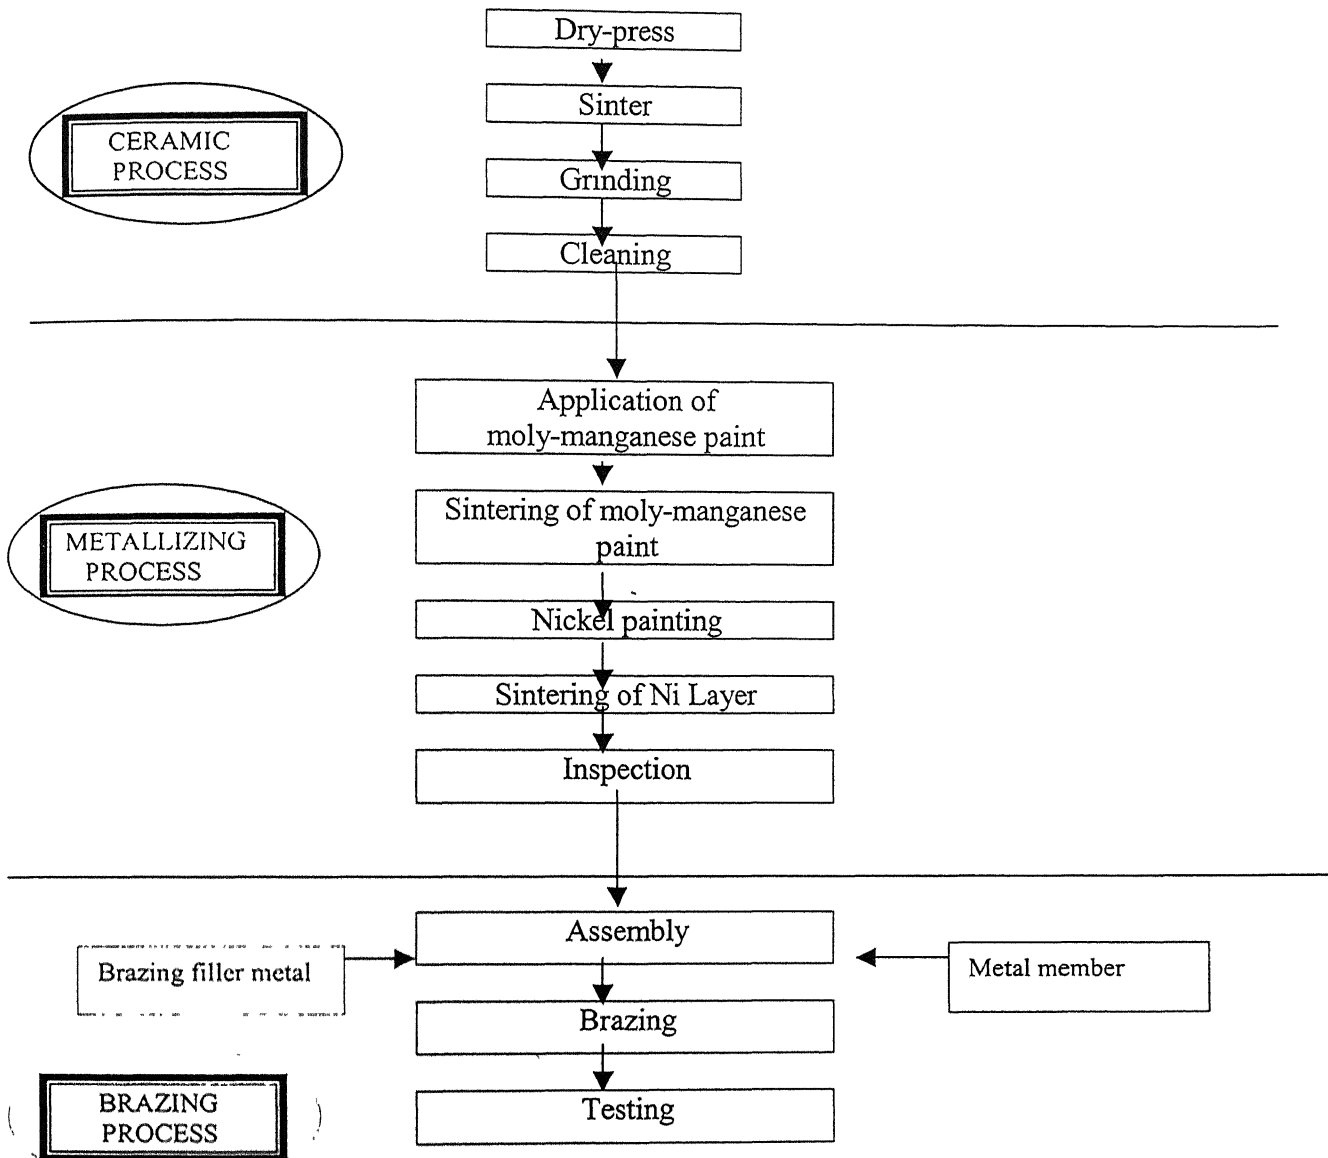 Dry-press
Sinter
CERAMIC
PROCESS
Grinding
Cleaning
Application of
moly-manganese paint
Sintering of moly-manganese
paint
METALLIZING
PROCESS
Nickel painting
Sintering of Ni Layer
Inspection
Assembly
Brazing filler metal
Metal member
Brazing
BRAZING
PROCESS
Testing